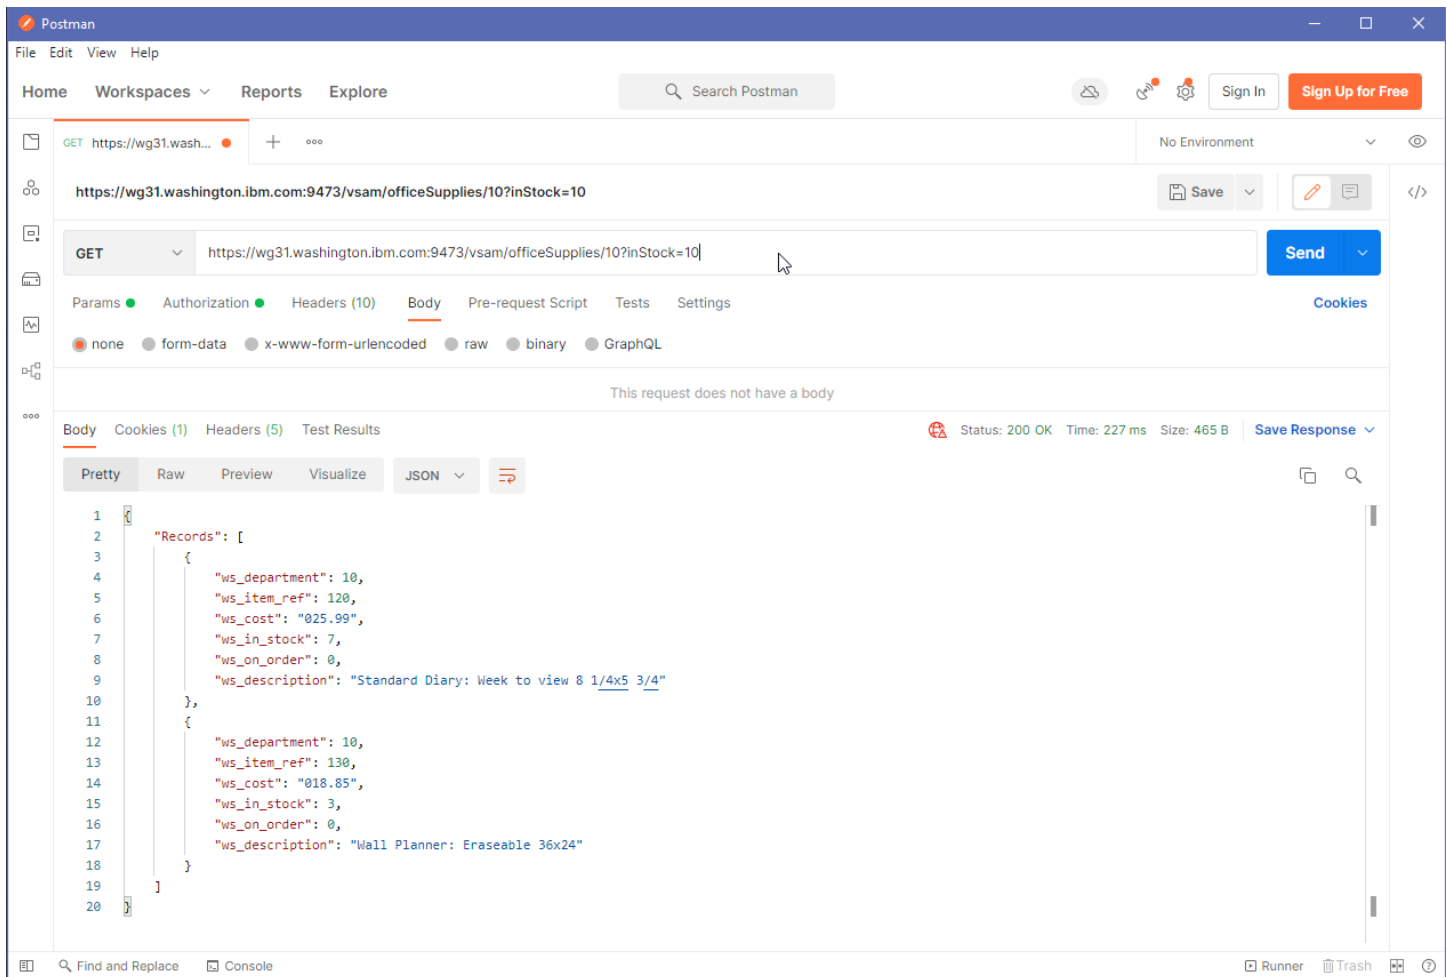 Postman
File Edit View Help
Home Workspaces Reports Explore Search Postman Sign In Sign Up for Free
GET https://wg31.wash... No Environment
https://wg31.washington.ibm.com:9473/vsam/officeSupplies/10?inStock=10 Save </>
GET https://wg31.washington.ibm.com:9473/vsam/officeSupplies/10?inStock=10 Send
Params Authorization Headers (10) Body Pre-request Script Tests Settings Cookies
none form-data x-www-form-urlencoded raw binary GraphQL
This request does not have a body
Body Cookies (1) Headers (5) Test Results Status: 200 OK Time: 227 ms Size: 465 B Save Response
Pretty Raw Preview Visualize JSON
1 {
2 "Records": [
3 {
4 "ws_department": 10,
5 "ws_item_ref": 120,
6 "ws_cost": "025.99",
7 "ws_in_stock": 7,
8 "ws_on_order": 0,
9 "ws_description": "Standard Diary: Week to view 8 1/4x5 3/4"
10 },
11 {
12 "ws_department": 10,
13 "ws_item_ref": 130,
14 "ws_cost": "018.85",
15 "ws_in_stock": 3,
16 "ws_on_order": 0,
17 "ws_description": "Wall Planner: Eraseable 36x24"
18 }
19 ]
20 }
Find and Replace Console Runner Trash